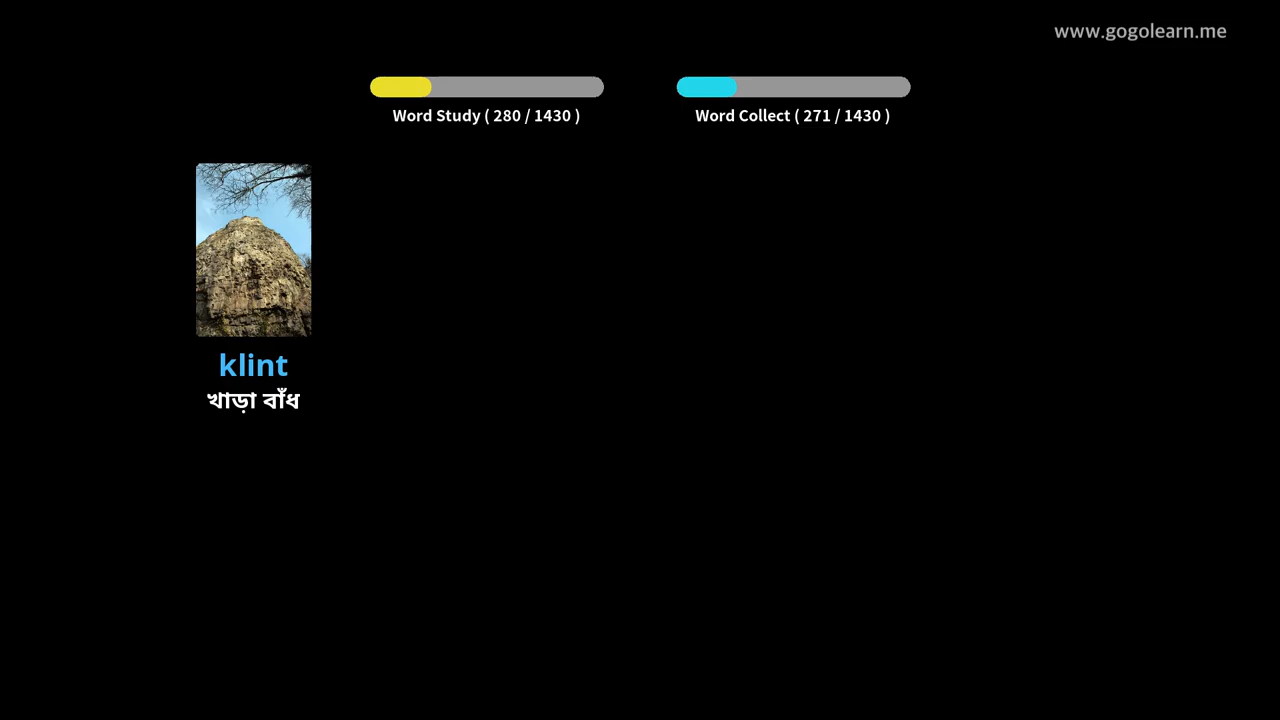 www.gogolearn.me
Word Study ( 280 / 1430 )
Word Collect ( 271 / 1430 )
klint
খাড়া বাঁধ